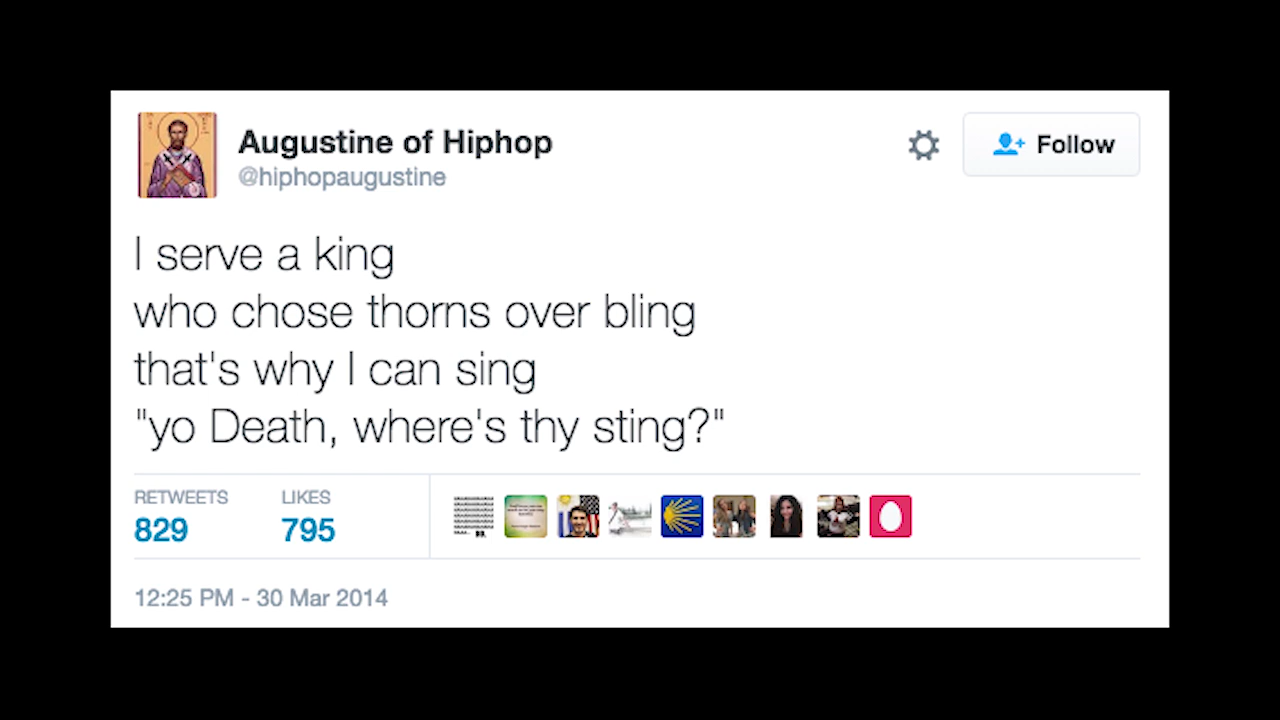 Augustine of Hiphop
@hiphopaugustine
Follow
I serve a king
who chose thorns over bling
that's why I can sing
"yo Death, where's thy sting?"
RETWEETS
LIKES
829
795
12:25 PM - 30 Mar 2014